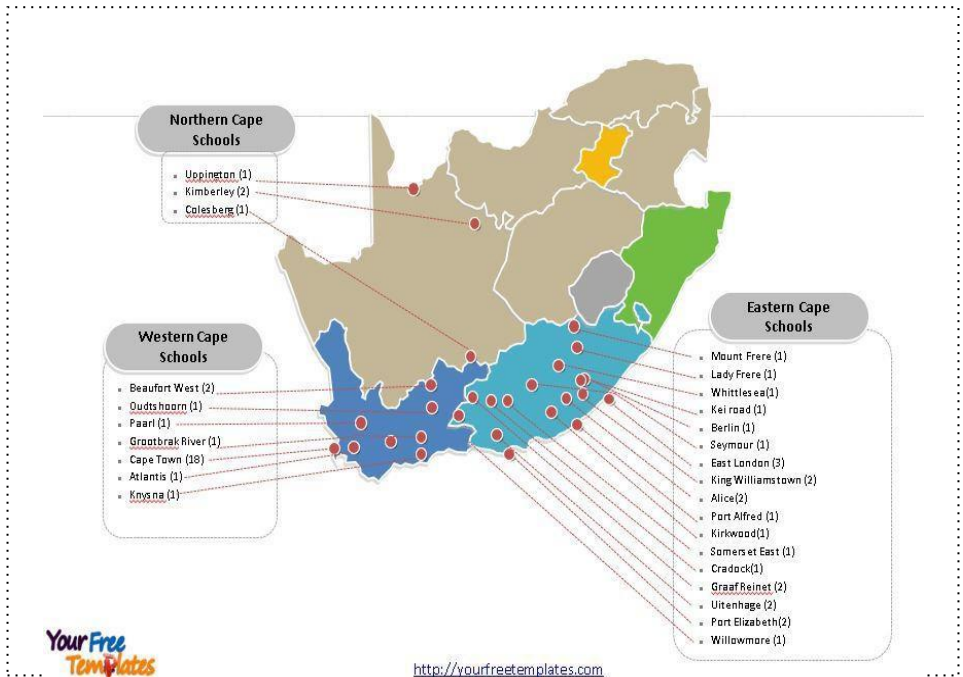 Northern Cape
Schools
Uppington (1)
Kimberley (2)
Colesberg (1)
Western Cape
Schools
Beaufort West (2)
Oudtshoorn (1)
Paarl (1)
Grootbrak River (1)
Cape Town (18)
Atlantis (1)
Knysna (1)
Eastern Cape
Schools
Mount Frere (1)
Lady Frere (1)
Whittlesea(1)
Kei road (1)
Berlin (1)
Seymour (1)
East London (3)
King Williamstown (2)
Alice(2)
Port Alfred (1)
Kirkwood(1)
Somerset East (1)
Cradock(1)
Graaf Reinet (2)
Uitenhage (2)
Port Elizabeth(2)
Willowmore (1)
Your Free
Templates
http://yourfreetemplates.com